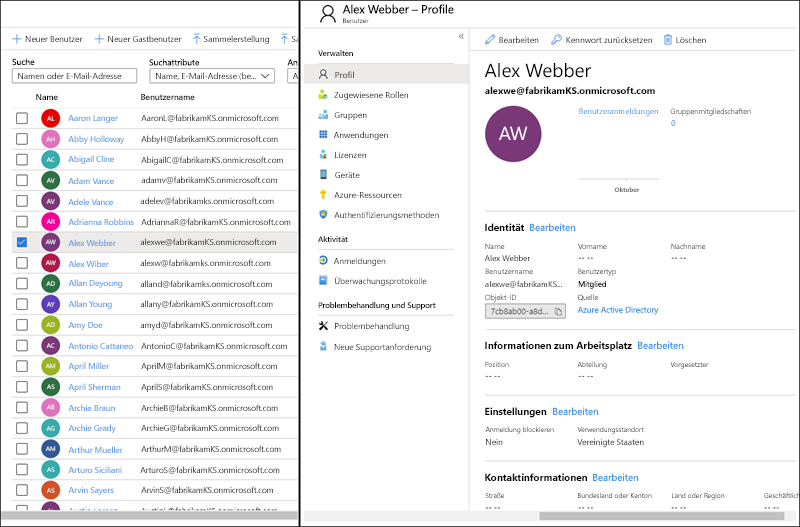 Neuer Benutzer
Neuer Gastbenutzer
Sammelerstellung
Suche
Suchattribute
Namen oder E-Mail-Adresse
Name, E-Mail-Adresse (be...
Name
Benutzername
AL Aaron Langer AaronL@fabrikamKS.onmicrosoft.com
AH Abby Holloway AbbyH@fabrikamKS.onmicrosoft.com
AC Abigail Cline AbigailC@fabrikamKS.onmicrosoft.com
AV Adam Vance adamv@fabrikamKS.onmicrosoft.com
AV Adele Vance adelev@fabrikamks.onmicrosoft.com
AR Adrianna Robbins AdriannaR@fabrikamKS.onmicrosoft.com
AW Alex Webber alexwe@fabrikamKS.onmicrosoft.com
AW Alex Wiber alexw@fabrikamks.onmicrosoft.com
AD Allan Deyoung alland@fabrikamks.onmicrosoft.com
AY Allan Young allany@fabrikamKS.onmicrosoft.com
AD Amy Doe amyd@fabrikamKS.onmicrosoft.com
AC Antonio Cattaneo AntonioC@fabrikamKS.onmicrosoft.com
AM April Miller AprilM@fabrikamKS.onmicrosoft.com
AS April Sherman AprilS@fabrikamKS.onmicrosoft.com
AB Archie Braun ArchieB@fabrikamKS.onmicrosoft.com
AG Archie Grady ArchieG@fabrikamKS.onmicrosoft.com
AM Arthur Mueller ArthurM@fabrikamKS.onmicrosoft.com
AS Arturo Siciliani ArturoS@fabrikamKS.onmicrosoft.com
AS Arvin Sayers ArvinS@fabrikamKS.onmicrosoft.com
Alex Webber – Profile
Benutzer
«
Verwalten
Profil
Zugewiesene Rollen
Gruppen
Anwendungen
Lizenzen
Geräte
Azure-Ressourcen
Authentifizierungsmethoden
Aktivität
Anmeldungen
Überwachungsprotokolle
Problembehandlung und Support
Problembehandlung
Neue Supportanforderung
Bearbeiten
Kennwort zurücksetzen
Löschen
Alex Webber
alexwe@fabrikamKS.onmicrosoft.com
AW
Benutzeranmeldungen
Gruppenmitgliedschaften
0
Oktober
Identität Bearbeiten
Name Vorname Nachname
Alex Webber -- -- -- --
Benutzername Benutzertyp
alexwe@fabrikamKS... Mitglied
Objekt-ID Quelle
7cb8ab00-a8d... Azure Active Directory
Informationen zum Arbeitsplatz Bearbeiten
Position Abteilung Vorgesetzter
-- -- -- --
Einstellungen Bearbeiten
Anmeldung blockieren Verwendungsstandort
Nein Vereinigte Staaten
Kontaktinformationen Bearbeiten
Straße Bundesland oder Kanton Land oder Region Geschäftlich
-- -- -- -- -- --